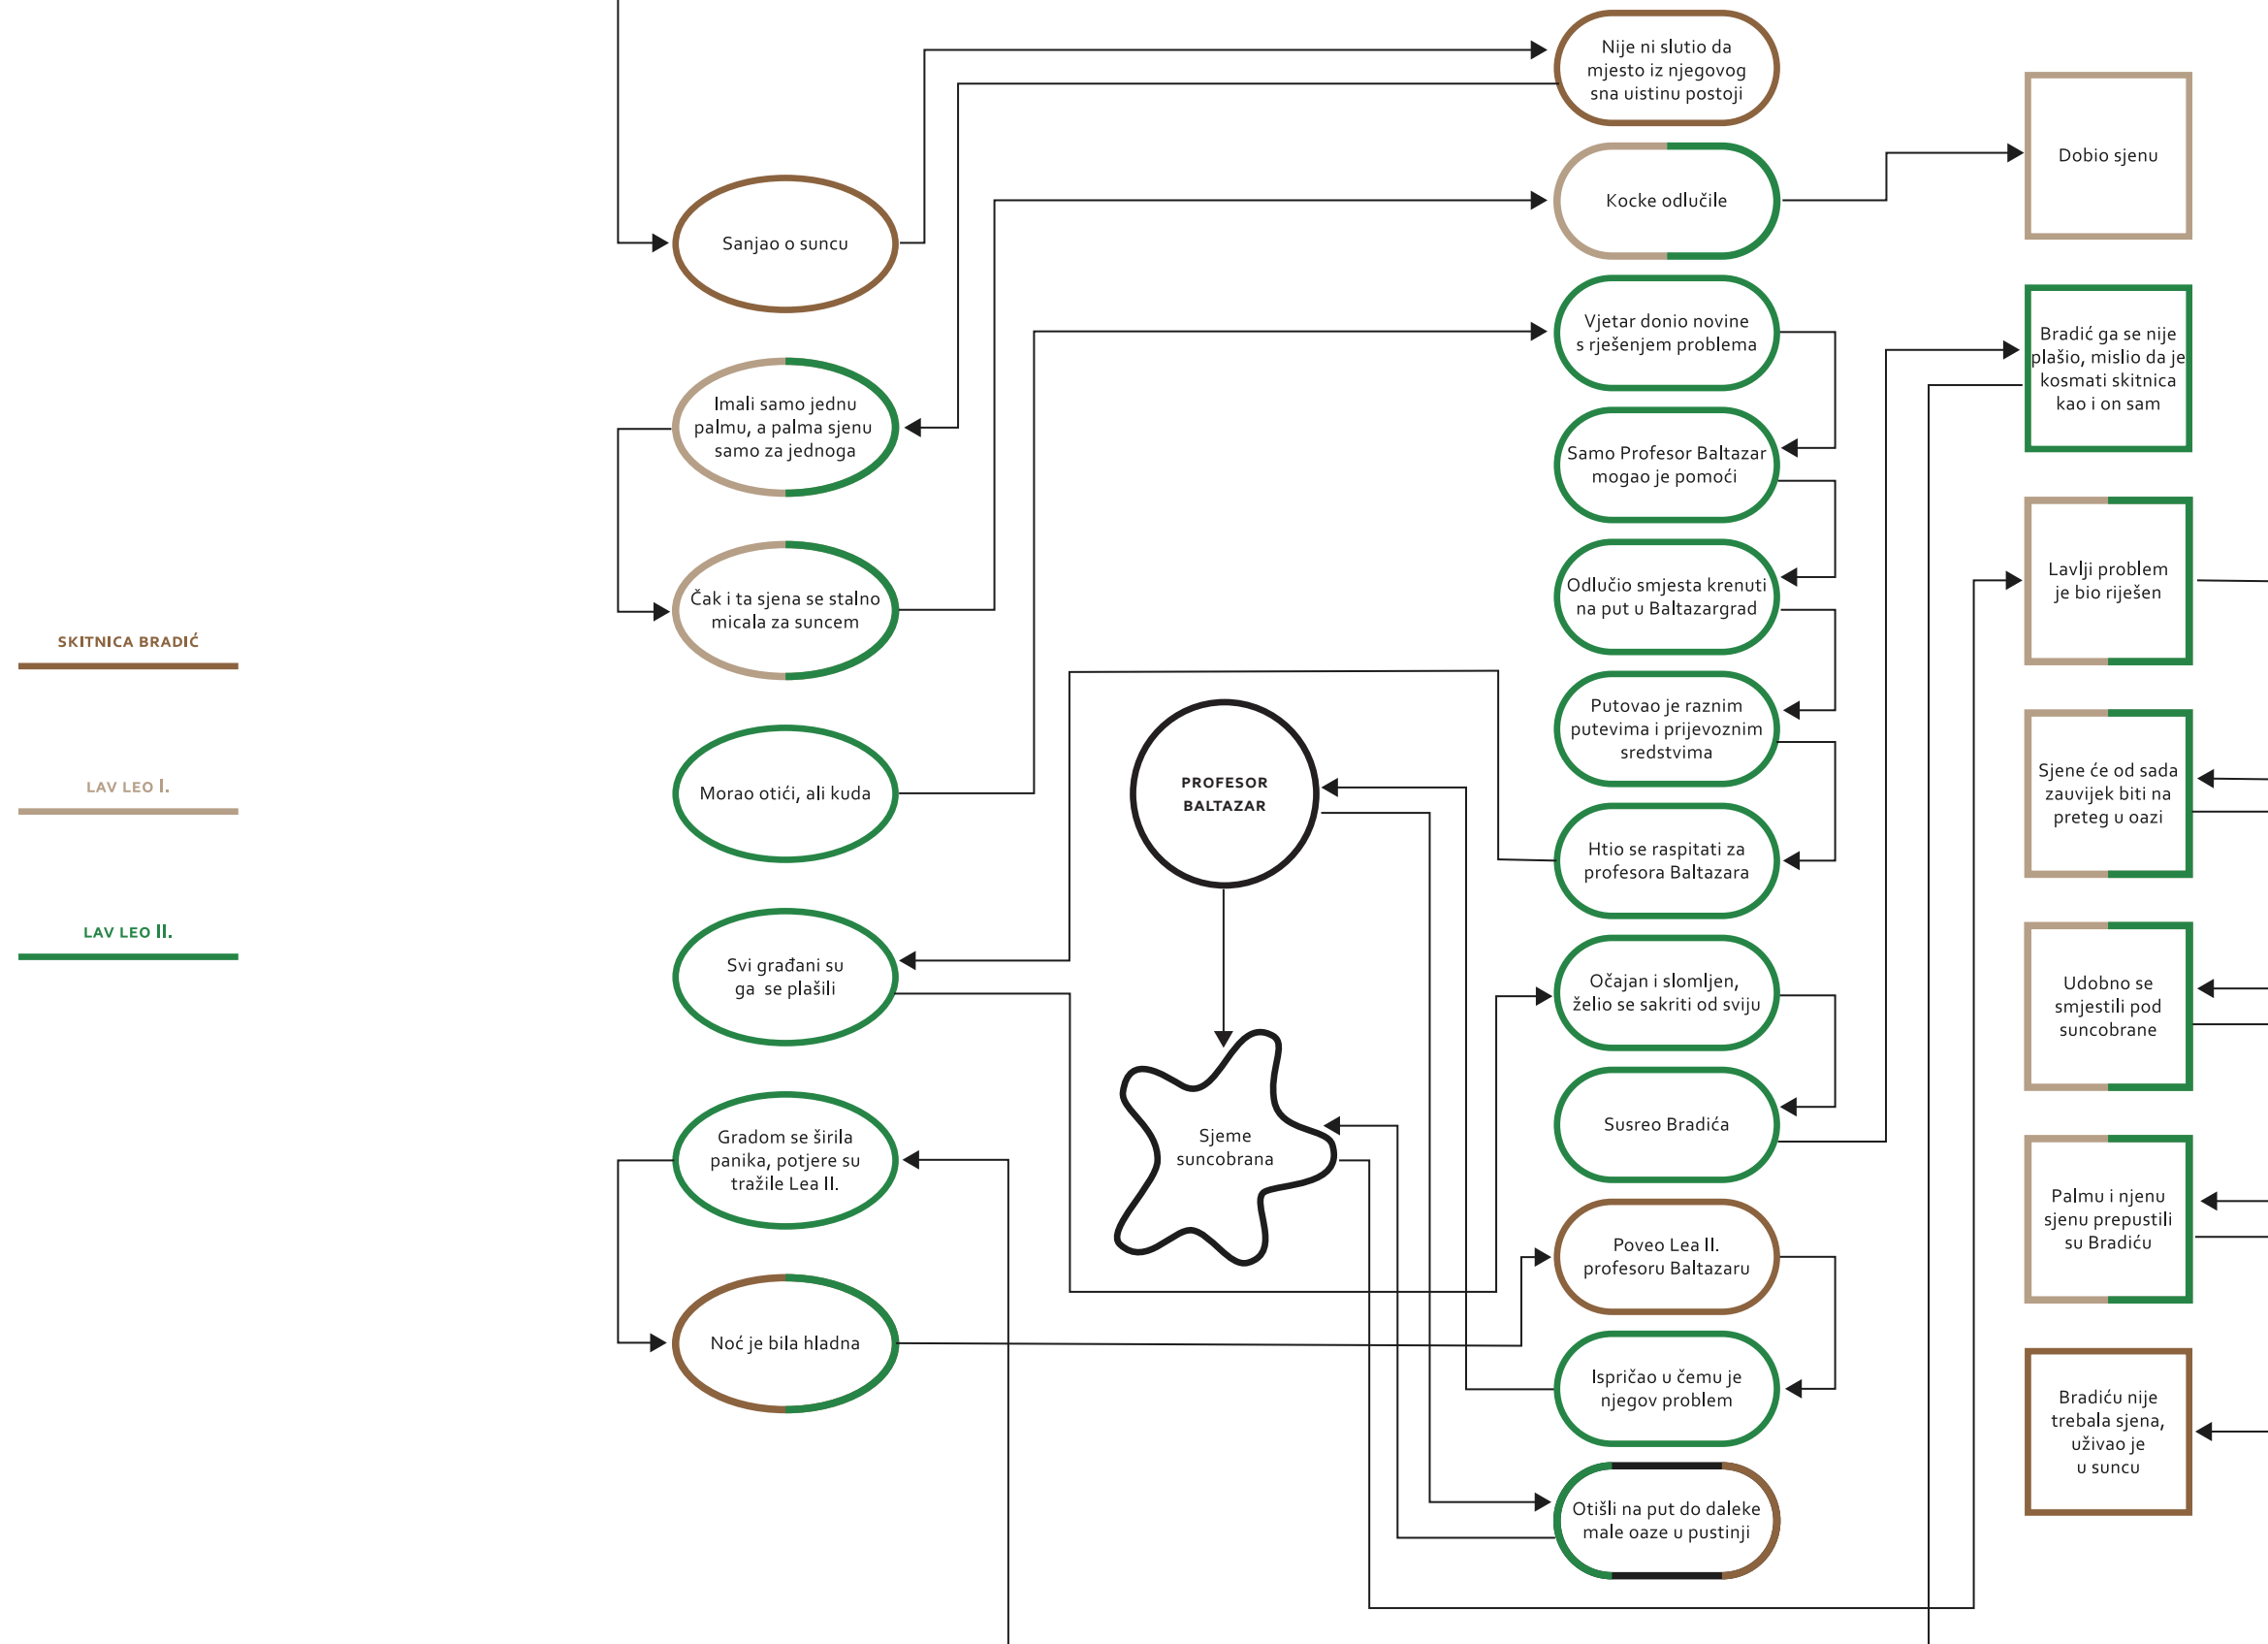 SKITNICA BRADIĆ
LAV LEO I.
LAV LEO II.
Sanjao o suncu
Imali samo jednu
palmu, a palma sjenu
samo za jednoga
Čak i ta sjena se stalno
micala za suncem
Morao otići, ali kuda
Svi građani su
ga se plašili
Gradom se širila
panika, potjere su
tražile Lea II.
Noć je bila hladna
PROFESOR
BALTAZAR
Sjeme
suncobrana
Nije ni slutio da
mjesto iz njegovog
sna uistinu postoji
Kocke odlučile
Vjetar donio novine
s rješenjem problema
Samo Profesor Baltazar
mogao je pomoći
Odlučio smjesta krenuti
na put u Baltazargrad
Putovao je raznim
putevima i prijevoznim
sredstvima
Htio se raspitati za
profesora Baltazara
Očajan i slomljen,
želio se sakriti od sviju
Susreo Bradića
Poveo Lea II.
profesoru Baltazaru
Ispričao u čemu je
njegov problem
Otišli na put do daleke
male oaze u pustinji
Dobio sjenu
Bradić ga se nije
plašio, mislio da je
kosmati skitnica
kao i on sam
Lavlji problem
je bio riješen
Sjene će od sada
zauvijek biti na
preteg u oazi
Udobno se
smjestili pod
suncobrane
Palmu i njenu
sjenu prepustili
su Bradiću
Bradiću nije
trebala sjena,
uživao je
u suncu